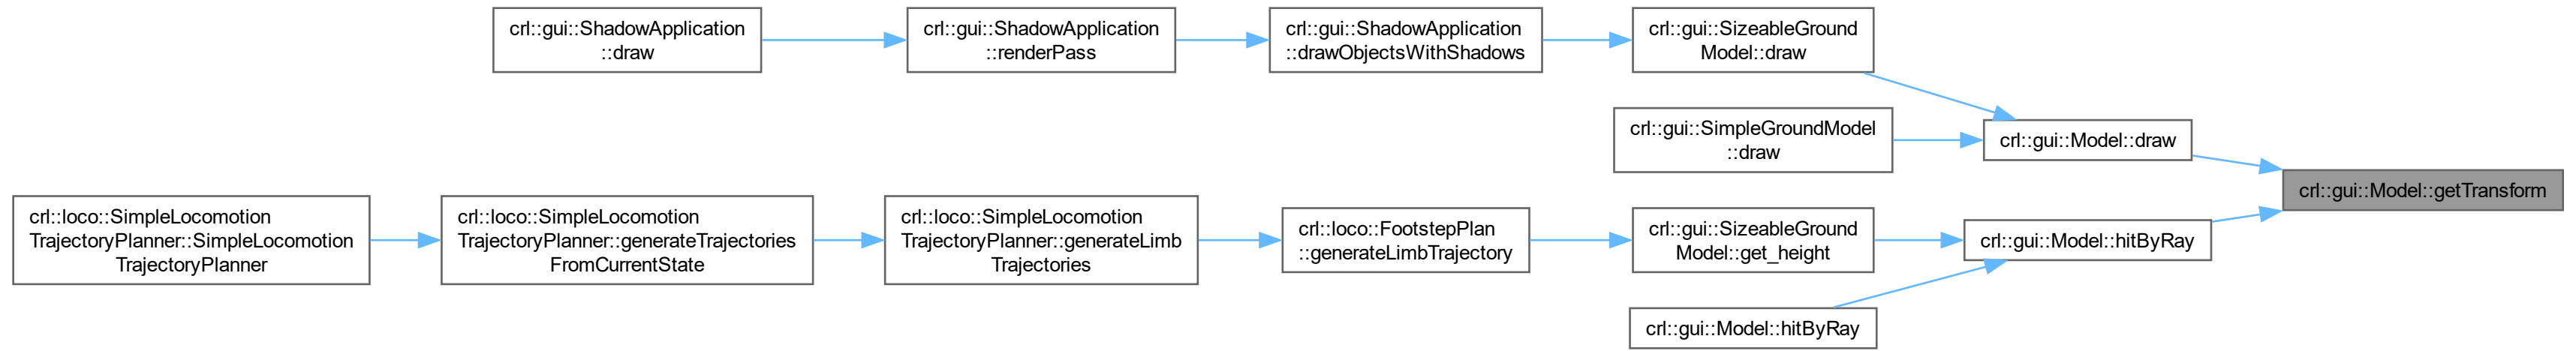 crl::gui::ShadowApplication
::draw
crl::gui::ShadowApplication
::renderPass
crl::gui::ShadowApplication
::drawObjectsWithShadows
crl::gui::SizeableGround
Model::draw
crl::gui::SimpleGroundModel
::draw
crl::gui::Model::draw
crl::gui::Model::getTransform
crl::loco::SimpleLocomotion
TrajectoryPlanner::SimpleLocomotion
TrajectoryPlanner
crl::loco::SimpleLocomotion
TrajectoryPlanner::generateTrajectories
FromCurrentState
crl::loco::SimpleLocomotion
TrajectoryPlanner::generateLimb
Trajectories
crl::loco::FootstepPlan
::generateLimbTrajectory
crl::gui::SizeableGround
Model::get_height
crl::gui::Model::hitByRay
crl::gui::Model::hitByRay